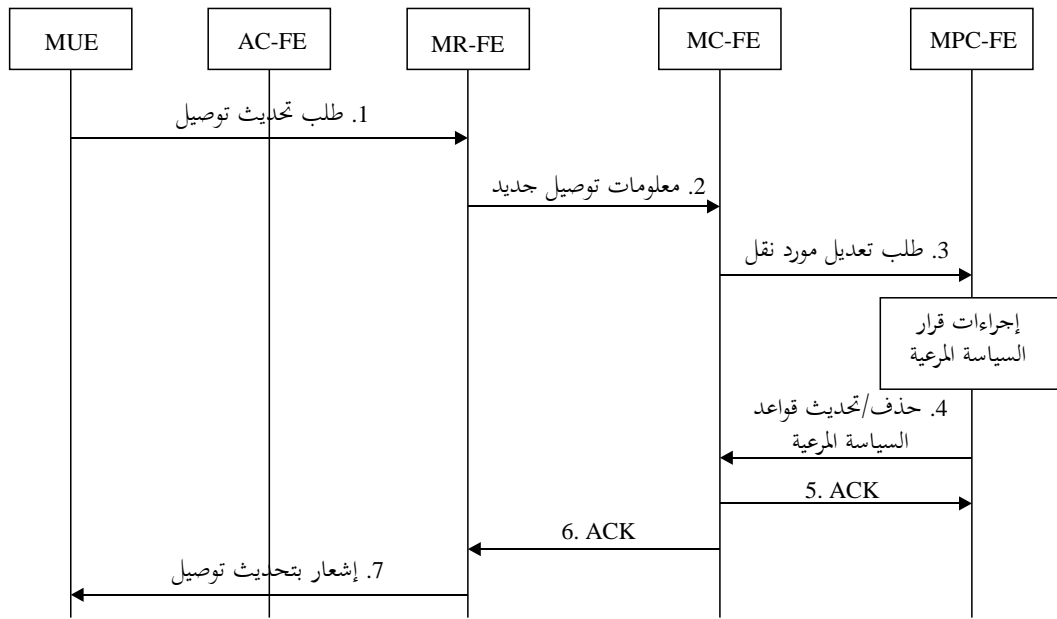 MUE
AC-FE
MR-FE
MC-FE
MPC-FE
1. طلب تحديث توصيل
2. معلومات توصيل جديد
3. طلب تعديل مورد نقل
إجراءات قرار
السياسة المرعية
4. حذف/تحديث قواعد
السياسة المرعية
5. ACK
6. ACK
7. إشعار بتحديث توصيل